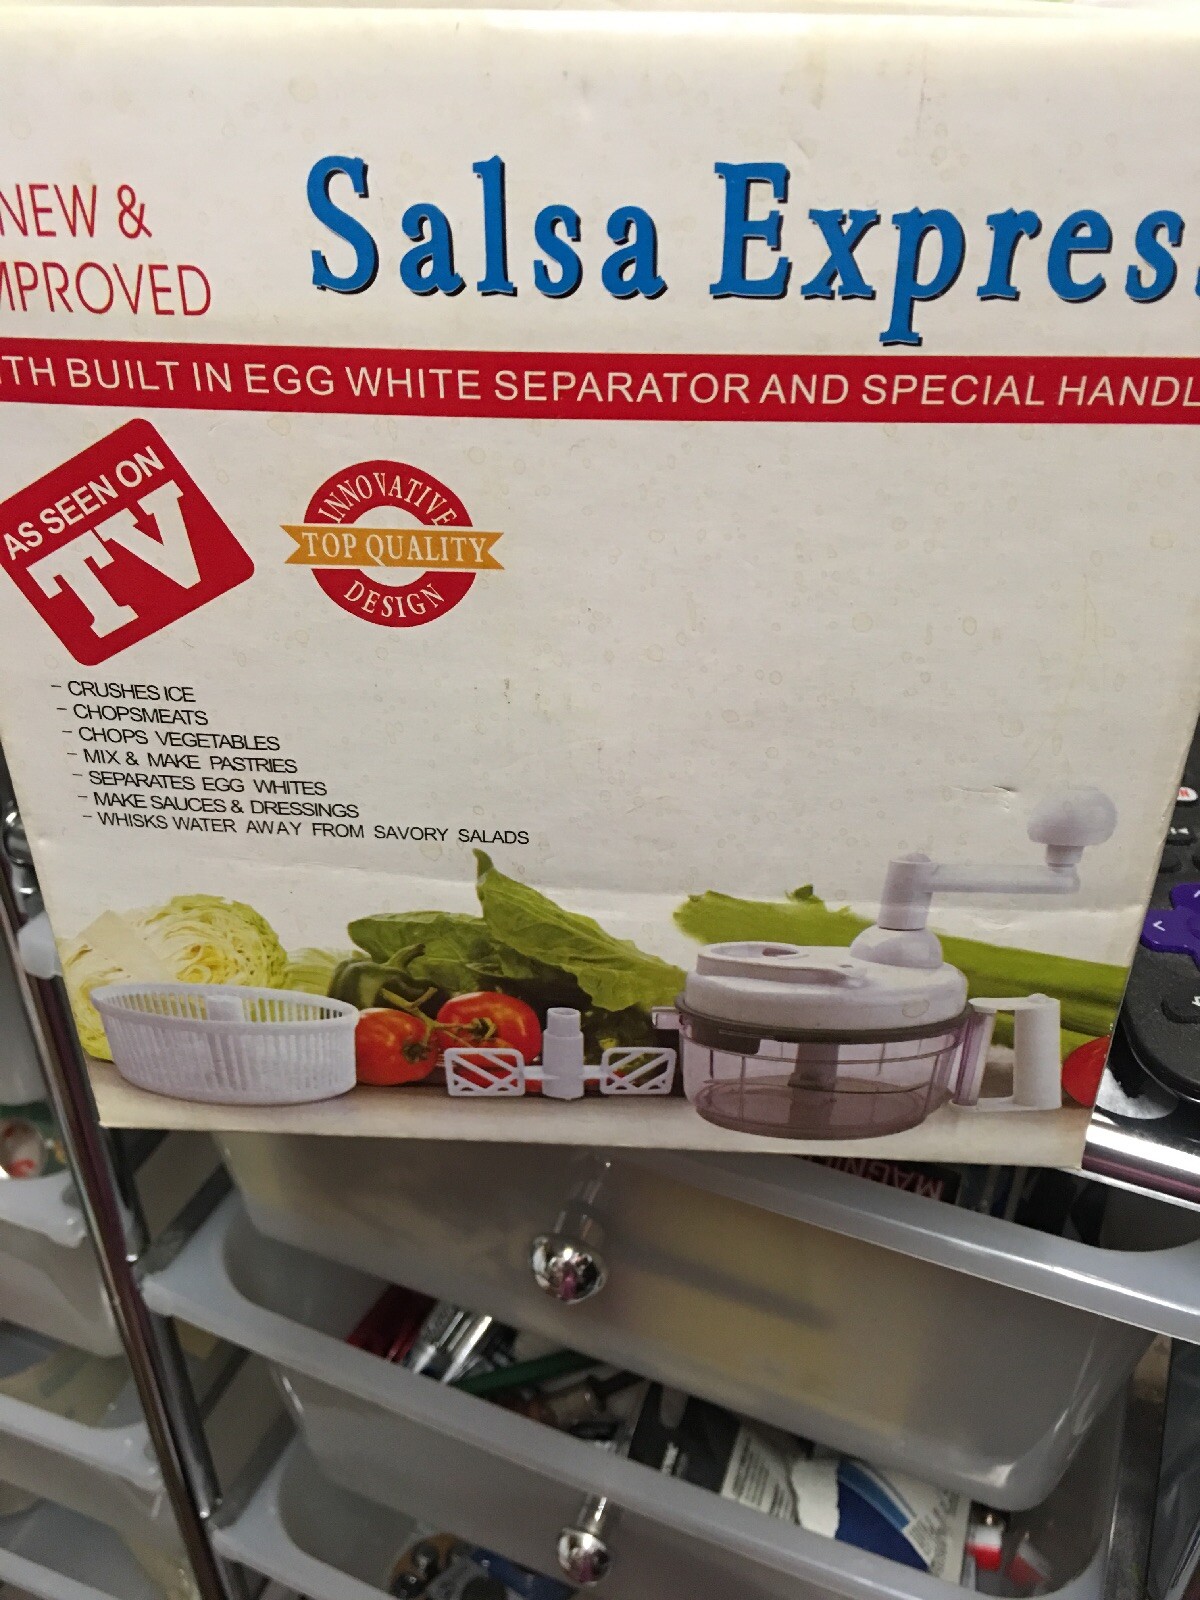 NEW &
MPROVED
Salsa Express
TH BUILT IN EGG WHITE SEPARATOR AND SPECIAL HANDL
AS SEEN ON
TV
INNOVATIVE
TOP QUALITY
DESIGN
- CRUSHES ICE
- CHOPSMEATS
- CHOPS VEGETABLES
- MIX & MAKE PASTRIES
- SEPARATES EGG WHITES
- MAKE SAUCES & DRESSINGS
- WHISKS WATER AWAY FROM SAVORY SALADS